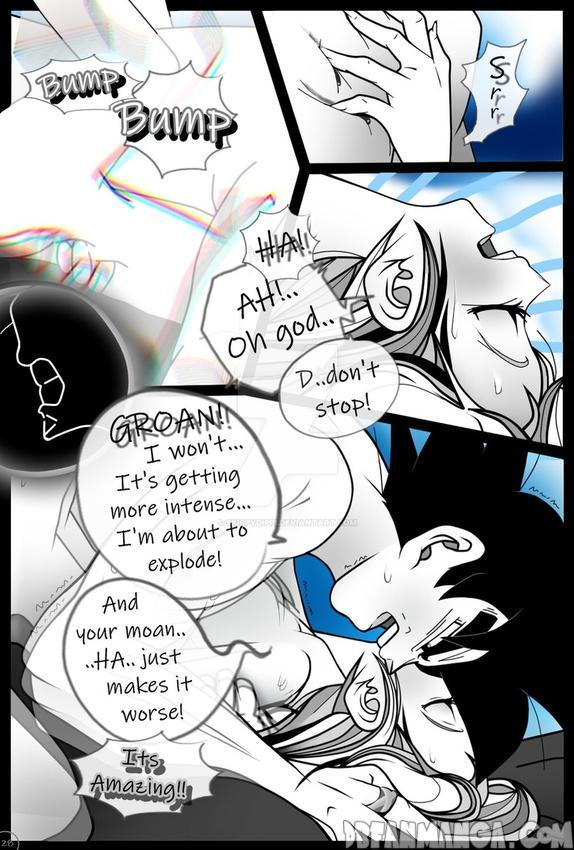 Bump
Bump
Srrr
HA!!
AH!...
Oh god..
D..don't
stop!
GROAN!!
I won't...
It's getting
more intense...
I'm about to
explode!
And
your moan..
..HA.. just
makes it
worse!
Its
Amazing!!
DBFANMANGA.COM